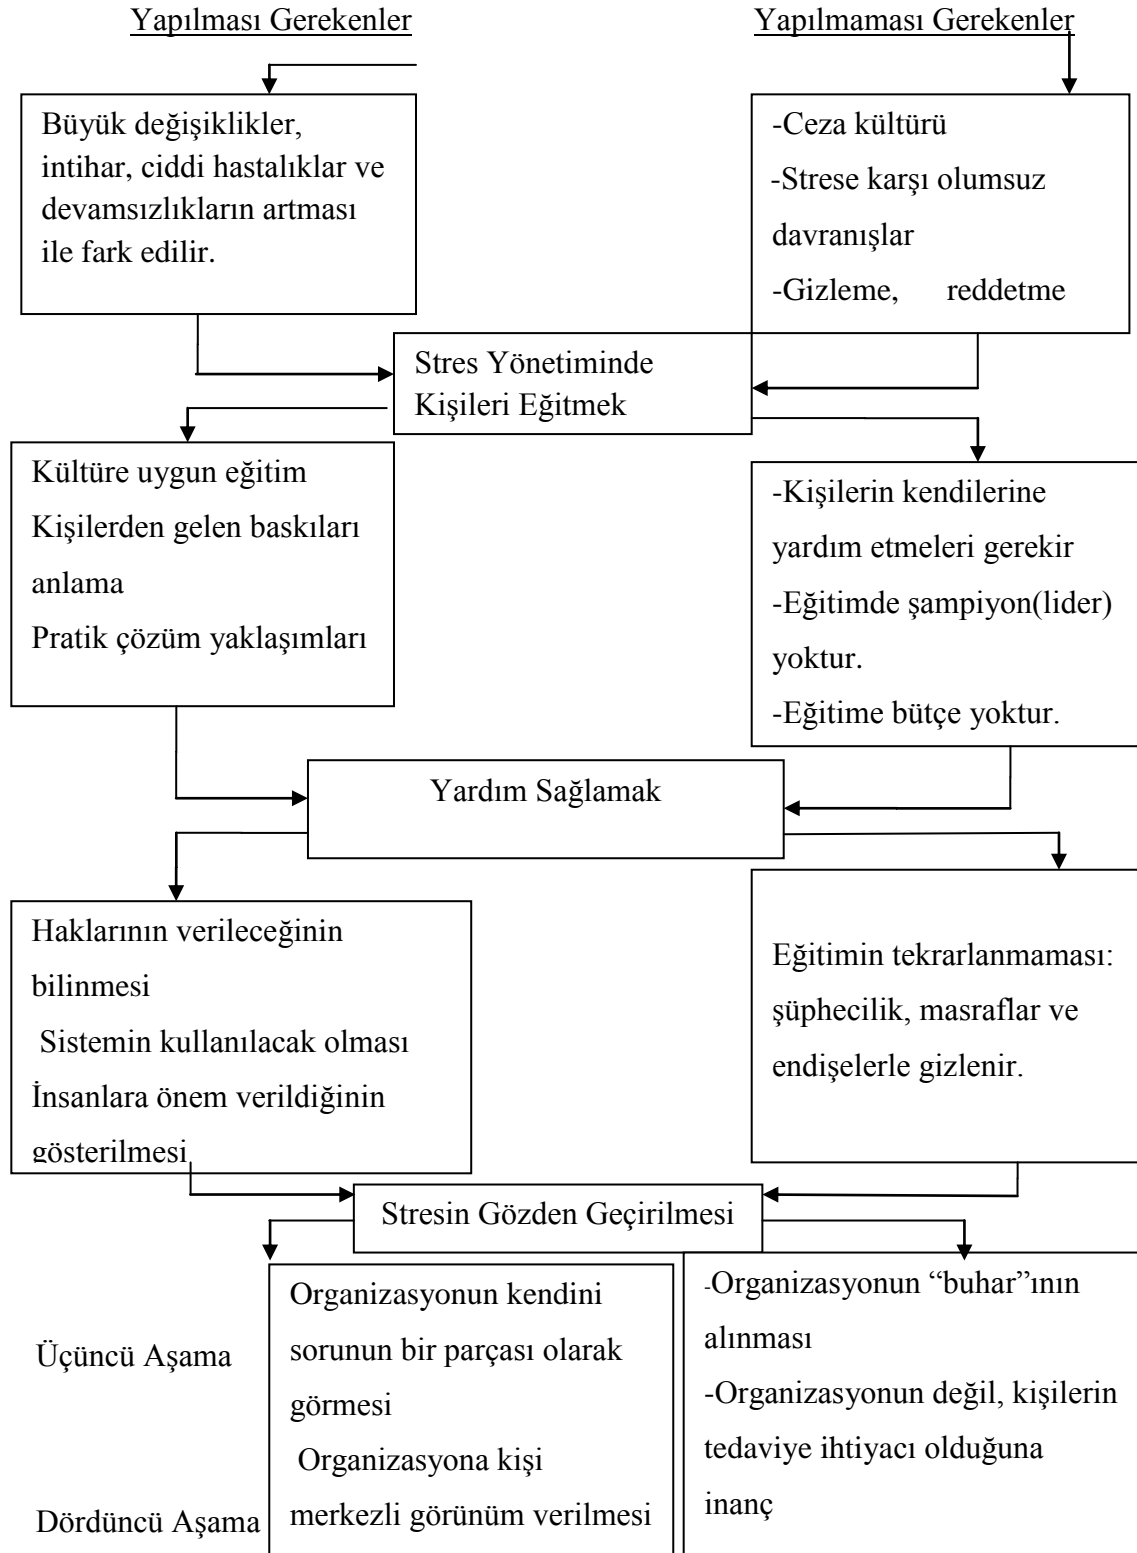 Yapılması Gerekenler
Yapılmaması Gerekenler
Büyük değişiklikler,
intihar, ciddi hastalıklar ve
devamsızlıkların artması
ile fark edilir.
-Ceza kültürü
-Strese karşı olumsuz
davranışlar
-Gizleme, reddetme
Stres Yönetiminde
Kişileri Eğitmek
Kültüre uygun eğitim
Kişilerden gelen baskıları
anlama
Pratik çözüm yaklaşımları
-Kişilerin kendilerine
yardım etmeleri gerekir
-Eğitimde şampiyon(lider)
yoktur.
-Eğitime bütçe yoktur.
Yardım Sağlamak
Haklarının verileceğinin
bilinmesi
Sistemin kullanılacak olması
İnsanlara önem verildiğinin
gösterilmesi
Eğitimin tekrarlanmaması:
şüphecilik, masraflar ve
endişelerle gizlenir.
Stresin Gözden Geçirilmesi
Üçüncü Aşama
Dördüncü Aşama
Organizasyonun kendini
sorunun bir parçası olarak
görmesi
Organizasyona kişi
merkezli görünüm verilmesi
-Organizasyonun “buhar”ının
alınması
-Organizasyonun değil, kişilerin
tedaviye ihtiyacı olduğuna
inanç